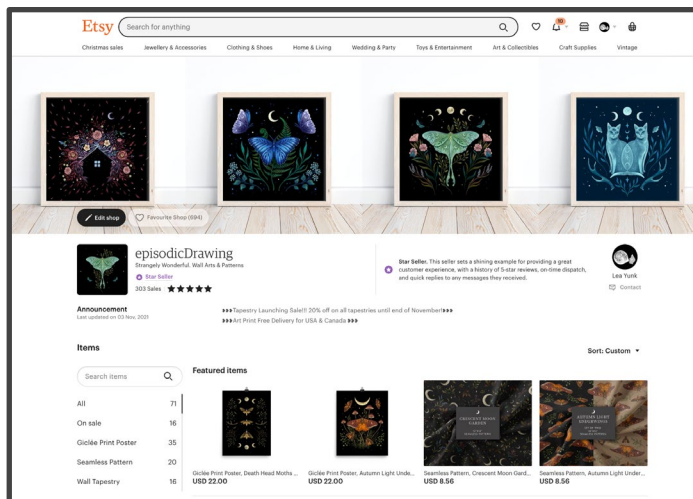 Etsy
Search for anything
10
Christmas sales Jewellery & Accessories Clothing & Shoes Home & Living Wedding & Party Toys & Entertainment Art & Collectibles Craft Supplies Vintage
Edit shop
Favourite Shop (594)
episodicDrawing
Strangely Wonderful. Wall Arts & Patterns
Star Seller
303 Sales
Star Seller. This seller sets a shining example for providing a great
customer experience, with a history of 5-star reviews, on-time dispatch,
and quick replies to any messages they received.
Lea Yunk
Contact
Announcement
Last updated on 03 Nov, 2021
Tapestry Launching Sale!!! 20% off on all tapestries until end of November!
Art Print Free Delivery for USA & Canada
Items
Sort: Custom
Search items
All 71
On sale 16
Giclée Print Poster 35
Seamless Pattern 20
Wall Tapestry 16
Featured items
CRESCENT MOON
GARDEN
AUTUMN LIGHT
UNDERWINGS
Giclée Print Poster, Death Head Moths ...
USD 22.00
Giclée Print Poster, Autumn Light Unde...
USD 22.00
Seamless Pattern, Crescent Moon Gard...
USD 8.56
Seamless Pattern, Autumn Light Under...
USD 8.56